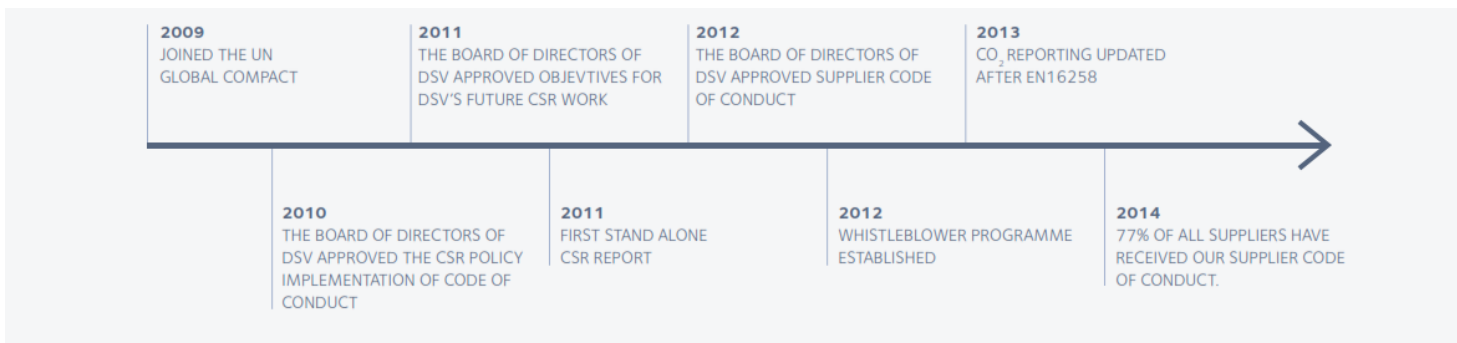 2009
JOINED THE UN
GLOBAL COMPACT
2011
THE BOARD OF DIRECTORS OF
DSV APPROVED OBJEVTIVES FOR
DSV'S FUTURE CSR WORK
2012
THE BOARD OF DIRECTORS OF
DSV APPROVED SUPPLIER CODE
OF CONDUCT
2013
CO₂ REPORTING UPDATED
AFTER EN16258
2010
THE BOARD OF DIRECTORS OF
DSV APPROVED THE CSR POLICY
IMPLEMENTATION OF CODE OF
CONDUCT
2011
FIRST STAND ALONE
CSR REPORT
2012
WHISTLEBLOWER PROGRAMME
ESTABLISHED
2014
77% OF ALL SUPPLIERS HAVE
RECEIVED OUR SUPPLIER CODE
OF CONDUCT.